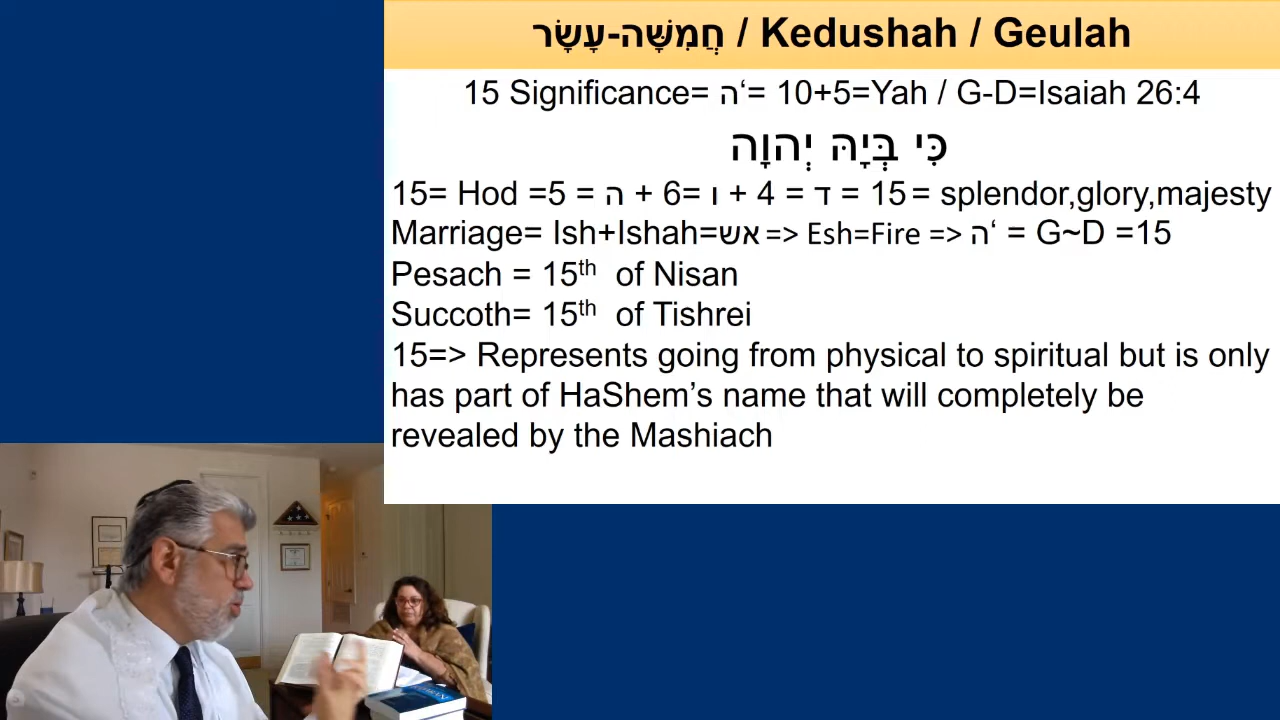 חֲמִשָּׁה-עָשָׂר / Kedushah / Geulah
15 Significance= ה‘= 10+5=Yah / G-D=Isaiah 26:4
כִּי בְּיָהּ יְהוָה
15= Hod =5 = ה + 6= ו + 4 = ד = 15= splendor,glory,majesty
Marriage= Ish+Ishah=אש=> Esh=Fire => ה‘ = G~D =15
Pesach = 15th of Nisan
Succoth= 15th of Tishrei
15=> Represents going from physical to spiritual but is only
has part of HaShem’s name that will completely be
revealed by the Mashiach